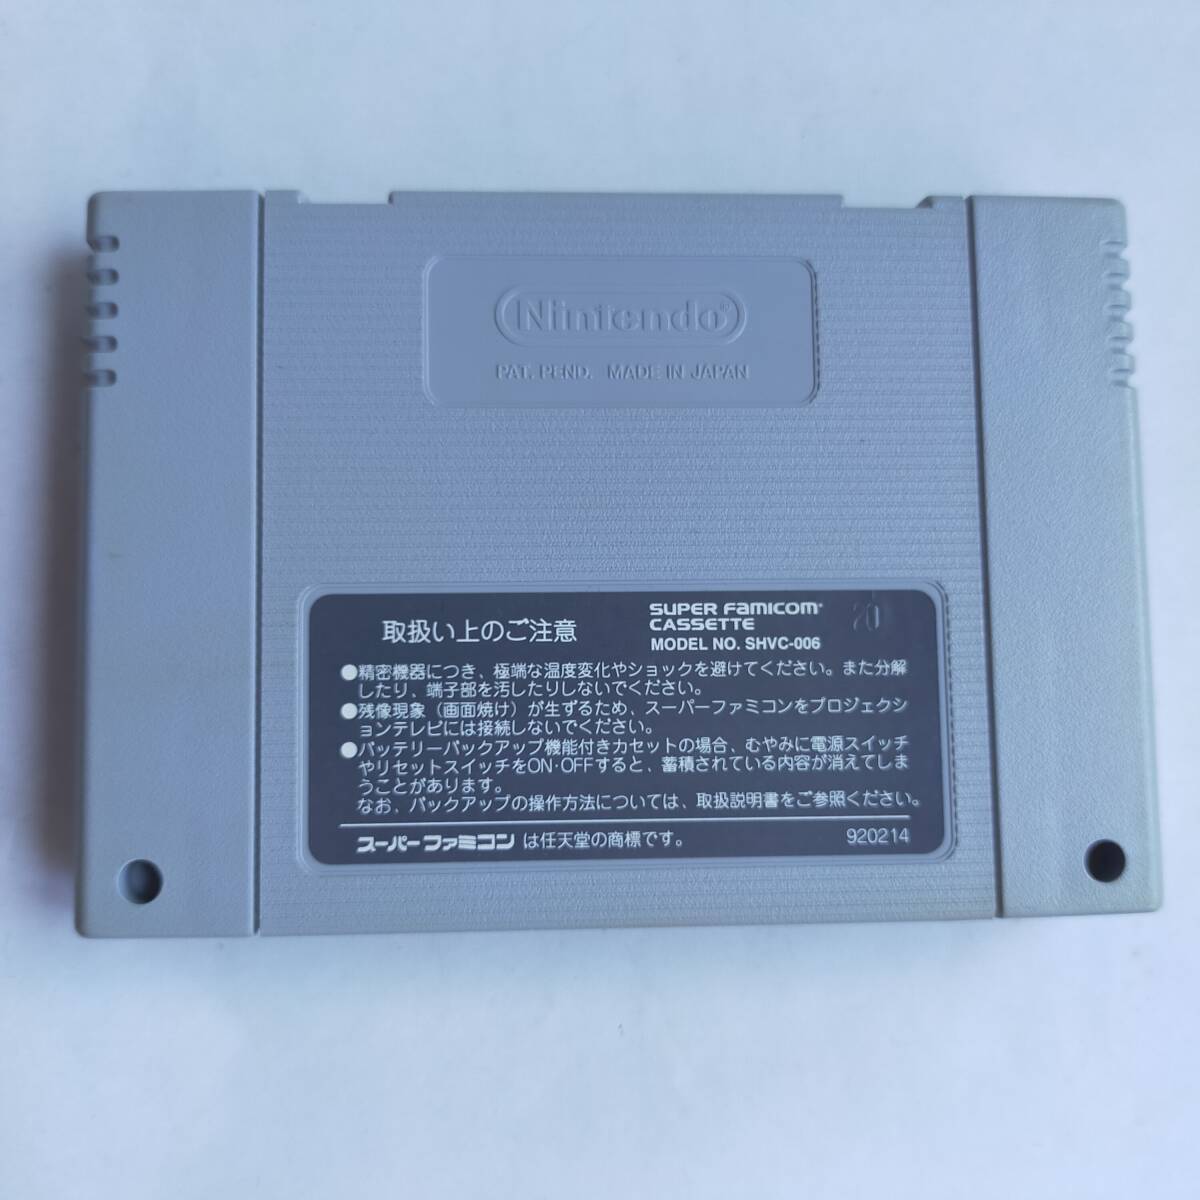 Nintendo®
PAT. PEND. MADE IN JAPAN
取扱い上のご注意
SUPER FAMICOM
CASSETTE
MODEL NO. SHVC-006
20
●精密機器につき、極端な温度変化やショックを避けてください。また分解
したり、端子部を汚したりしないでください。
●残像現象（画面焼け）が生ずるため、スーパーファミコンをプロジェクシ
ョンテレビには接続しないでください。
●バッテリーバックアップ機能付きカセットの場合、むやみに電源スイッチ
やリセットスイッチをON·OFFすると、蓄積されている内容が消えてしま
うことがあります。
なお、バックアップの操作方法については、取扱説明書をご参照ください。
スーパーファミコンは任天堂の商標です。
920214